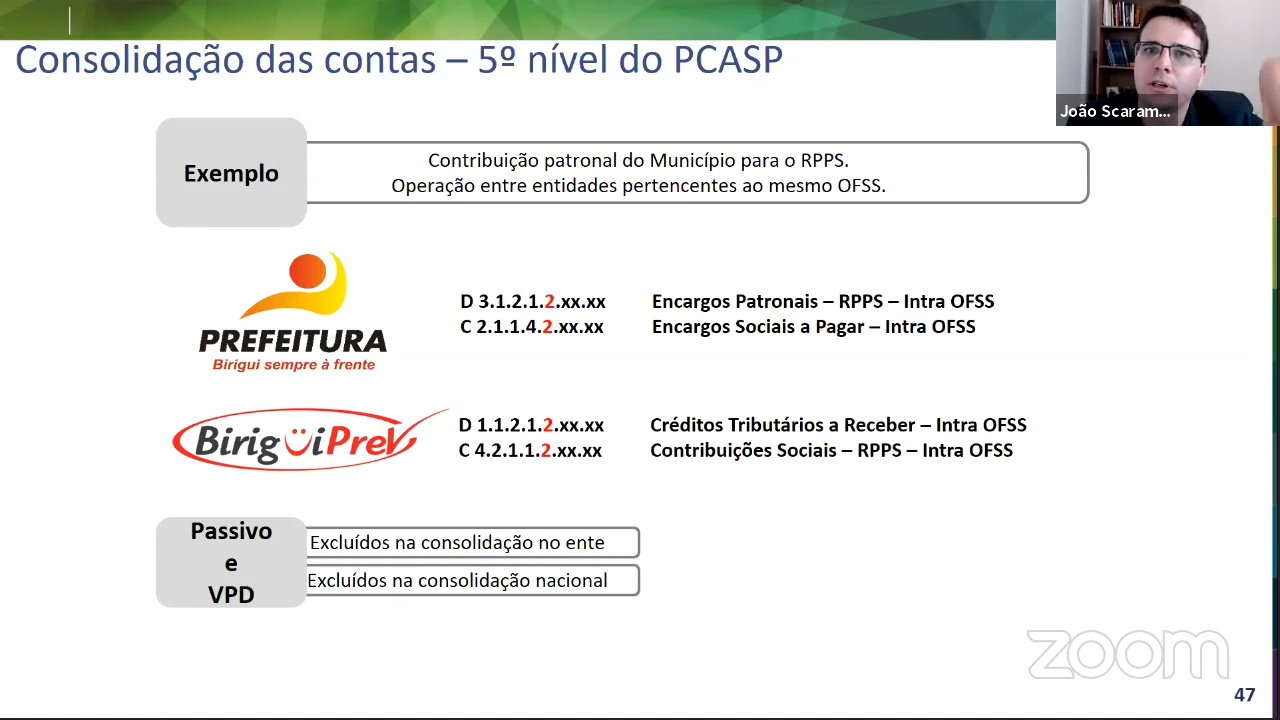 Consolidação das contas – 5º nível do PCASP
João Scaram...
Exemplo
Contribuição patronal do Município para o RPPS.
Operação entre entidades pertencentes ao mesmo OFSS.
PREFEITURA
Birigui sempre à frente
D 3.1.2.1.2.xx.xx Encargos Patronais – RPPS – Intra OFSS
C 2.1.1.4.2.xx.xx Encargos Sociais a Pagar – Intra OFSS
BirigüiPrev
D 1.1.2.1.2.xx.xx Créditos Tributários a Receber – Intra OFSS
C 4.2.1.1.2.xx.xx Contribuições Sociais – RPPS – Intra OFSS
Passivo
e
VPD
Excluídos na consolidação no ente
Excluídos na consolidação nacional
zoom
47